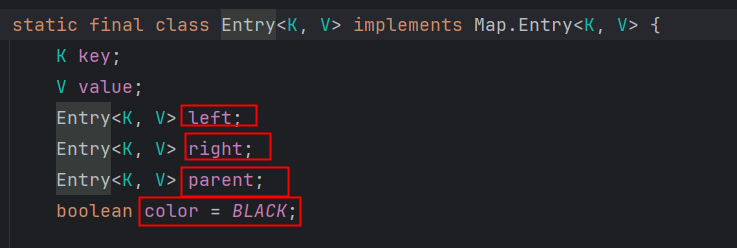 static final class Entry<K, V> implements Map.Entry<K, V> {
K key;
V value;
Entry<K, V> left;
Entry<K, V> right;
Entry<K, V> parent;
boolean color = BLACK;